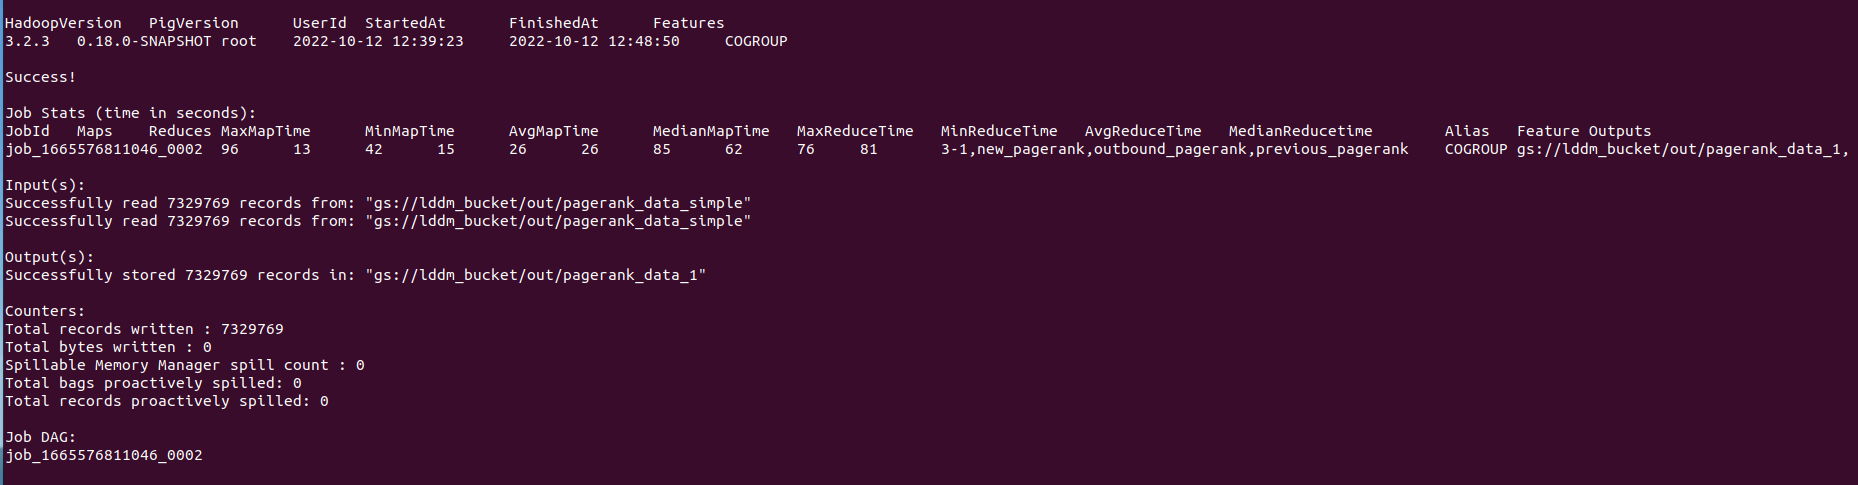 HadoopVersion PigVersion UserId StartedAt FinishedAt Features
3.2.3 0.18.0-SNAPSHOT root 2022-10-12 12:39:23 2022-10-12 12:48:50 COGROUP
Success!
Job Stats (time in seconds):
JobId Maps Reduces MaxMapTime MinMapTime AvgMapTime MedianMapTime MaxReduceTime MinReduceTime AvgReduceTime MedianReducetime Alias Feature Outputs
job_1665576811046_0002 96 13 42 15 26 26 85 62 76 81 3-1,new_pagerank,outbound_pagerank,previous_pagerank COGROUP gs://lddm_bucket/out/pagerank_data_1,
Input(s):
Successfully read 7329769 records from: "gs://lddm_bucket/out/pagerank_data_simple"
Successfully read 7329769 records from: "gs://lddm_bucket/out/pagerank_data_simple"
Output(s):
Successfully stored 7329769 records in: "gs://lddm_bucket/out/pagerank_data_1"
Counters:
Total records written : 7329769
Total bytes written : 0
Spillable Memory Manager spill count : 0
Total bags proactively spilled: 0
Total records proactively spilled: 0
Job DAG:
job_1665576811046_0002